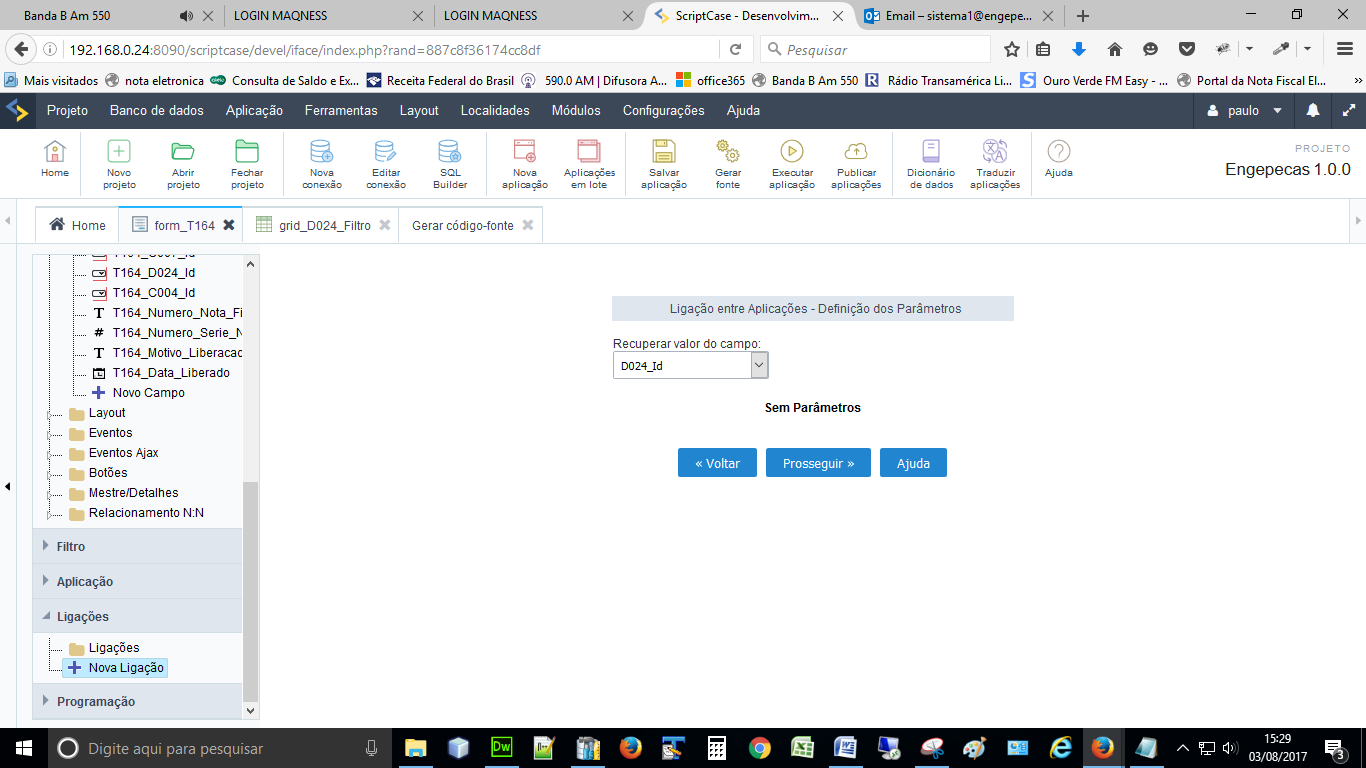 Banda B Am 550
LOGIN MAQNESS
LOGIN MAQNESS
ScriptCase - Desenvolvim...
Email – sistema1@engepe...
192.168.0.24:8090/scriptcase/devel/iface/index.php?rand=887c8f36174cc8df
Pesquisar
Mais visitados
nota eletronica
Consulta de Saldo e Ex...
Receita Federal do Brasil
590.0 AM | Difusora A...
office365
Banda B Am 550
Rádio Transamérica Li...
Ouro Verde FM Easy - ...
Portal da Nota Fiscal El...
Projeto
Banco de dados
Aplicação
Ferramentas
Layout
Localidades
Módulos
Configurações
Ajuda
paulo
Home
Novo
projeto
Abrir
projeto
Fechar
projeto
Nova
conexão
Editar
conexão
SQL
Builder
Nova
aplicação
Aplicações
em lote
Salvar
aplicação
Gerar
fonte
Executar
aplicação
Publicar
aplicações
Dicionário
de dados
Traduzir
aplicações
Ajuda
PROJETO
Engepecas 1.0.0
Home
form_T164
grid_D024_Filtro
Gerar código-fonte
T164_D024_Id
T164_C004_Id
T164_Numero_Nota_Fi
T164_Numero_Serie_N
T164_Motivo_Liberacac
T164_Data_Liberado
Novo Campo
Layout
Eventos
Eventos Ajax
Botões
Mestre/Detalhes
Relacionamento N:N
Filtro
Aplicação
Ligações
Ligações
Nova Ligação
Programação
Ligação entre Aplicações - Definição dos Parâmetros
Recuperar valor do campo:
D024_Id
Sem Parâmetros
« Voltar
Prosseguir »
Ajuda
Digite aqui para pesquisar
15:29
03/08/2017
3